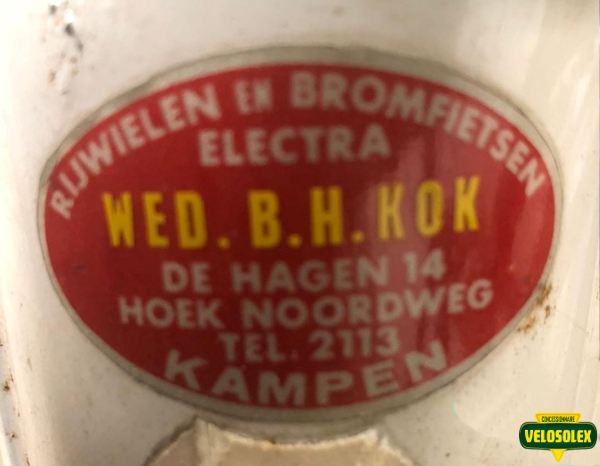 RIJWIELEN EN BROMFIETSEN
ELECTRA
WED. B.H. KOK
DE HAGEN 14
HOEK NOORDWEG
TEL. 2113
KAMPEN
CONCESSIONNAIRE
VELOSOLEX